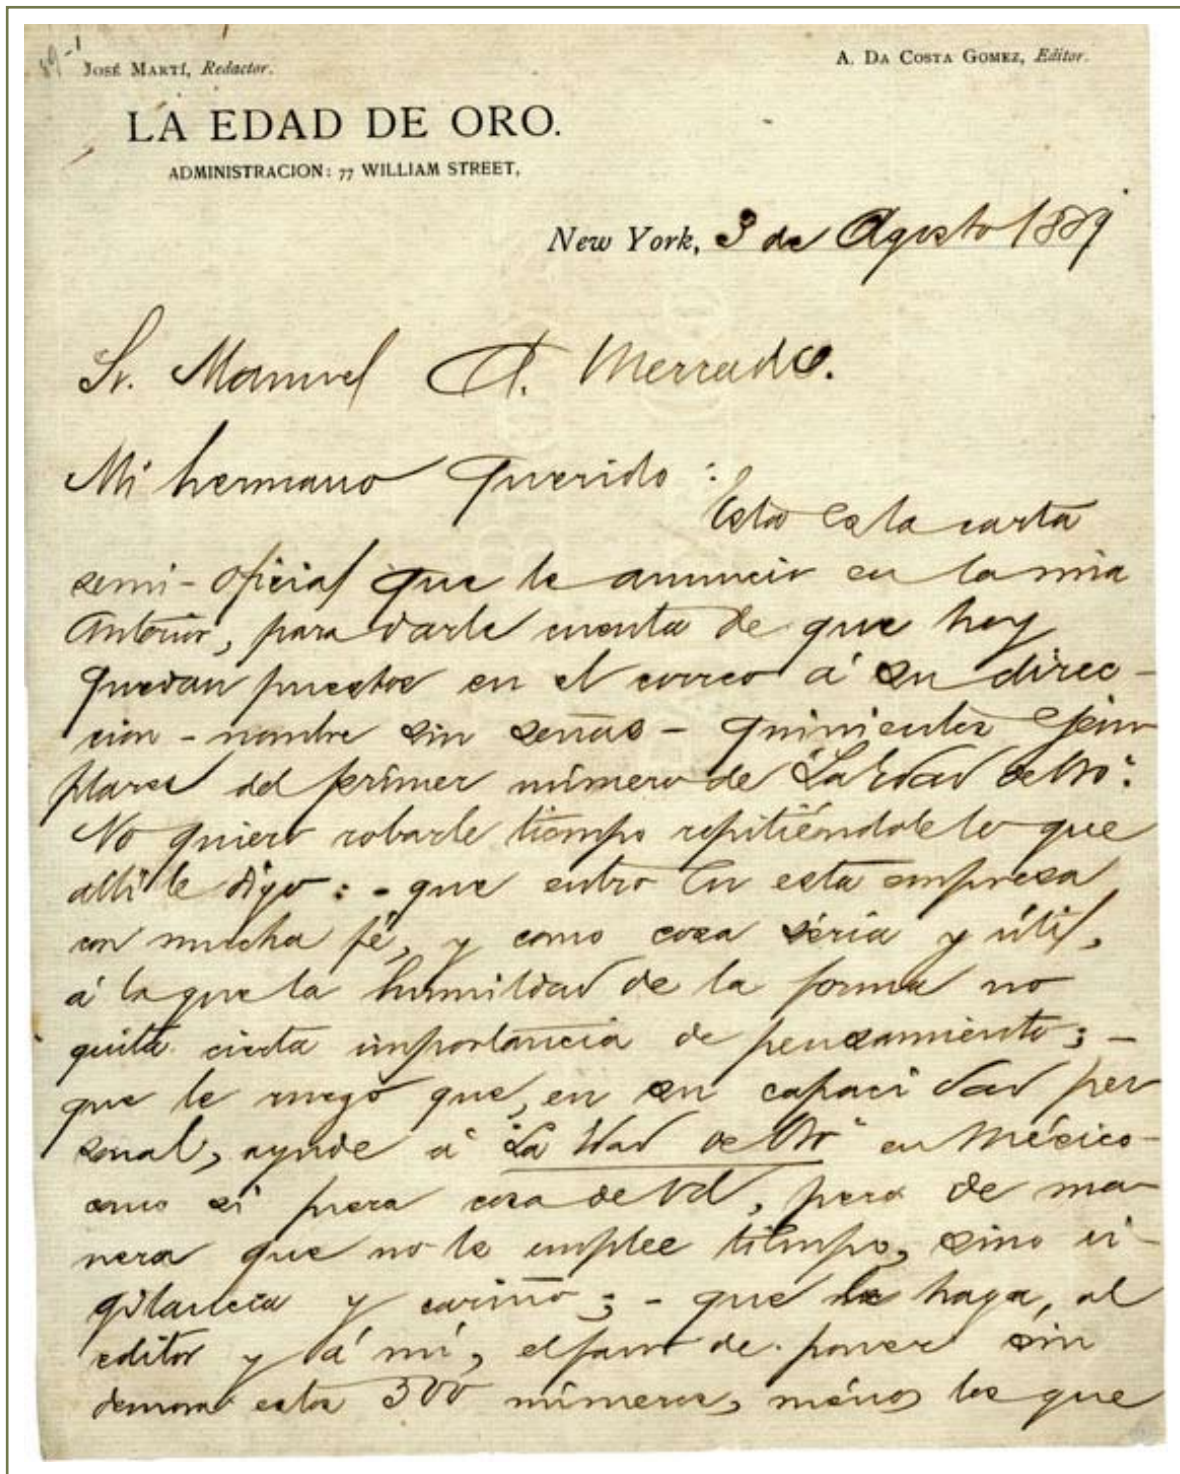 89-1
JOSÉ MARTÍ, Redactor.
A. DA COSTA GOMEZ, Editor.
LA EDAD DE ORO.
ADMINISTRACION: 77 WILLIAM STREET,
New York, 3 de Agosto 1889
Sr. Manuel A. Mercado.
Mi hermano querido:
Esta es la carta
semi-oficial que le anuncio en la mia
anterior, para darle cuenta de que hoy
quedan puestos en el correo á su direc-
cion - nombre sin señas - quinientos ejem
plares del primer número de "La Edad de Oro".
No quiero robarle tiempo repitiéndole lo que
alli le digo: - que entro en esta empresa
con mucha fé, y como cosa séria y útil,
á la que la humildad de la forma no
quita cierta importancia de pensamiento; -
que le ruego que, en su capacidad per
sonal, ayude á "La Edad de Oro" en México
como si fuera cosa de Vd, pero de ma-
nera que no le emplee tiempo, sino vi-
gilancia y cariño; - que haga, al
editor y á mí, el favor de poner sin
demora estos 500 números, ménos los que